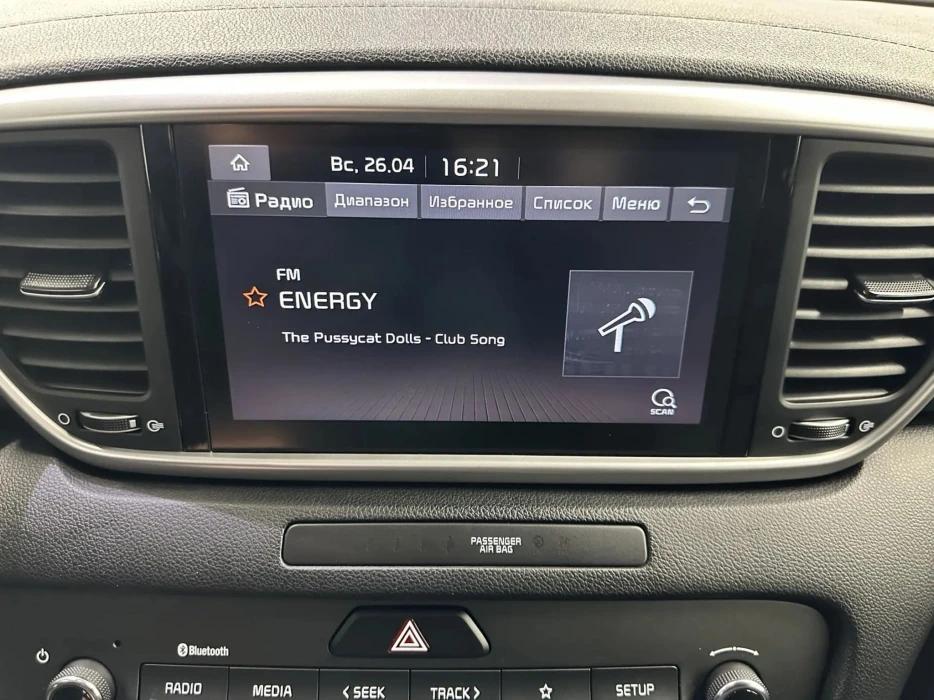 Вс, 26.04 16:21
Радио Диапазон Избранное Список Меню
FM
ENERGY
The Pussycat Dolls - Club Song
SCAN
PASSENGER
AIR BAG
Bluetooth
RADIO MEDIA < SEEK TRACK > SETUP